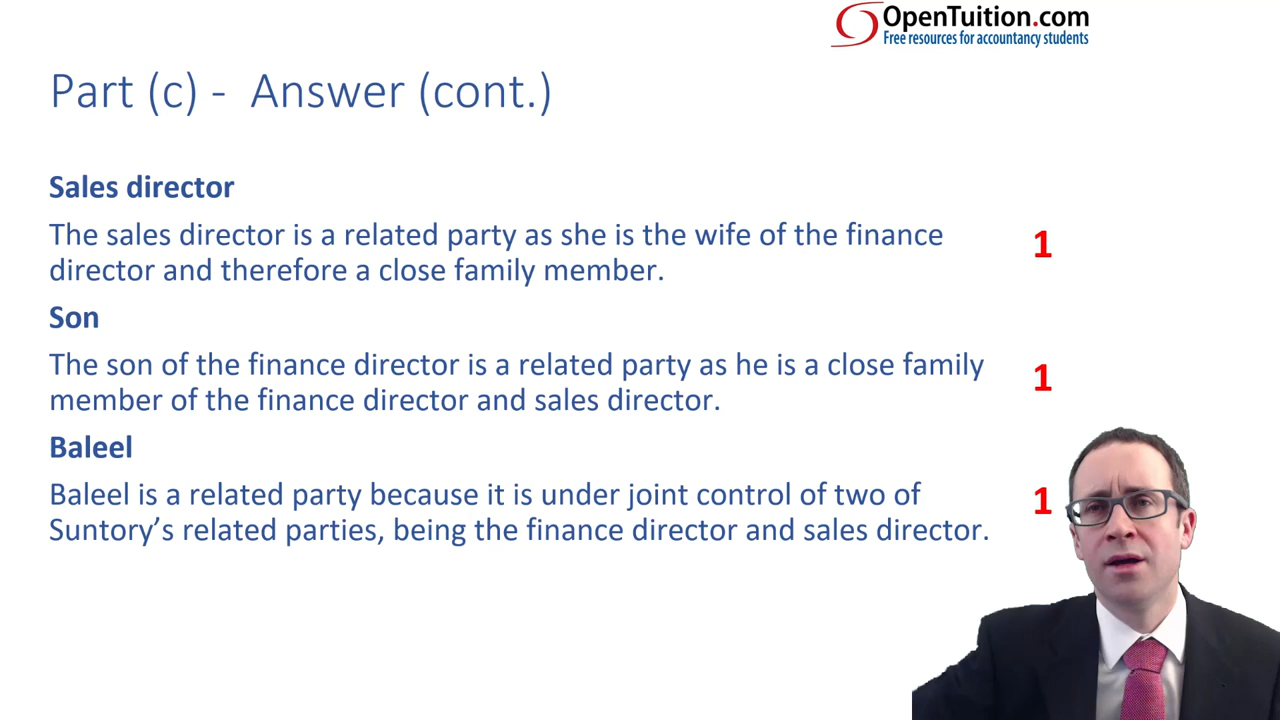 OpenTuition.com
Free resources for accountancy students
Part (c) - Answer (cont.)
Sales director
The sales director is a related party as she is the wife of the finance
director and therefore a close family member.
1
Son
The son of the finance director is a related party as he is a close family
member of the finance director and sales director.
1
Baleel
Baleel is a related party because it is under joint control of two of
Suntory’s related parties, being the finance director and sales director.
1